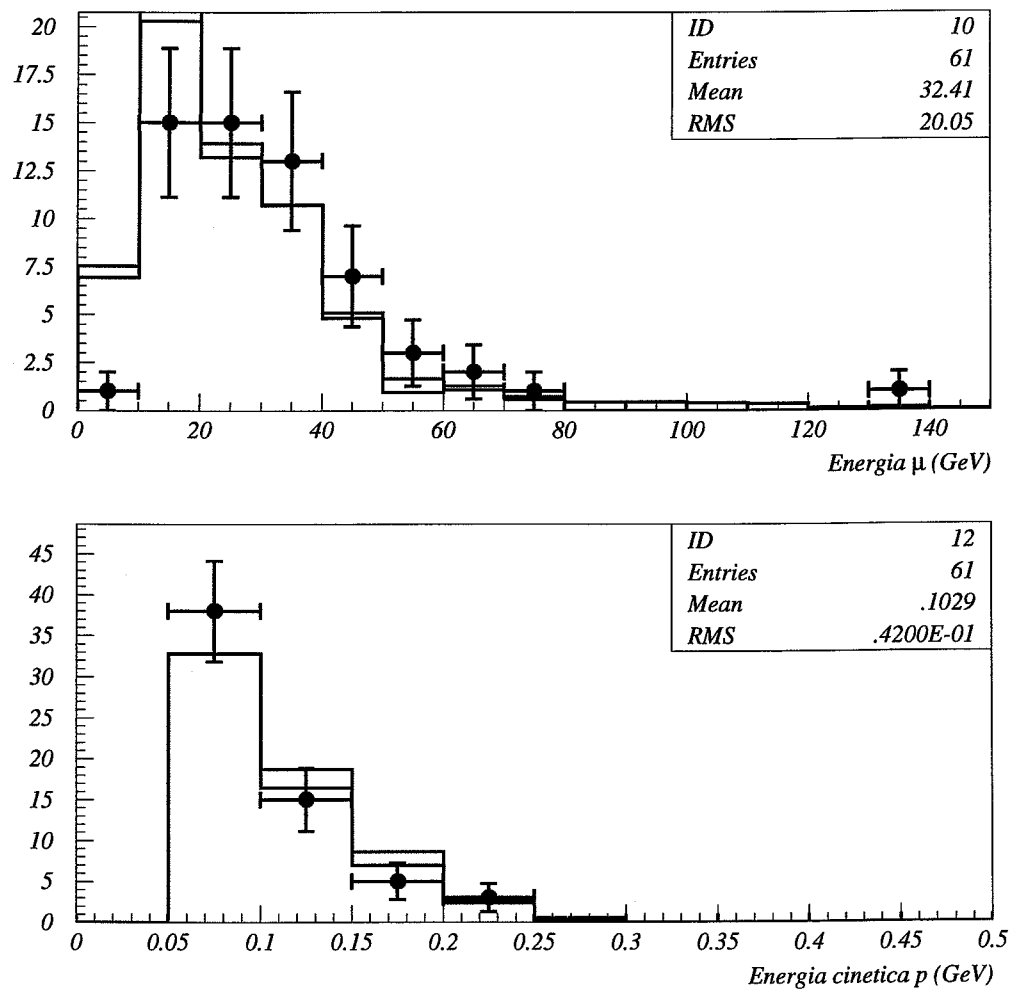 ID 10
Entries 61
Mean 32.41
RMS 20.05
20
17.5
15
12.5
10
7.5
5
2.5
0
0 20 40 60 80 100 120 140
Energia μ (GeV)
ID 12
Entries 61
Mean .1029
RMS .4200E-01
45
40
35
30
25
20
15
10
5
0
0 0.05 0.1 0.15 0.2 0.25 0.3 0.35 0.4 0.45 0.5
Energia cinetica p (GeV)